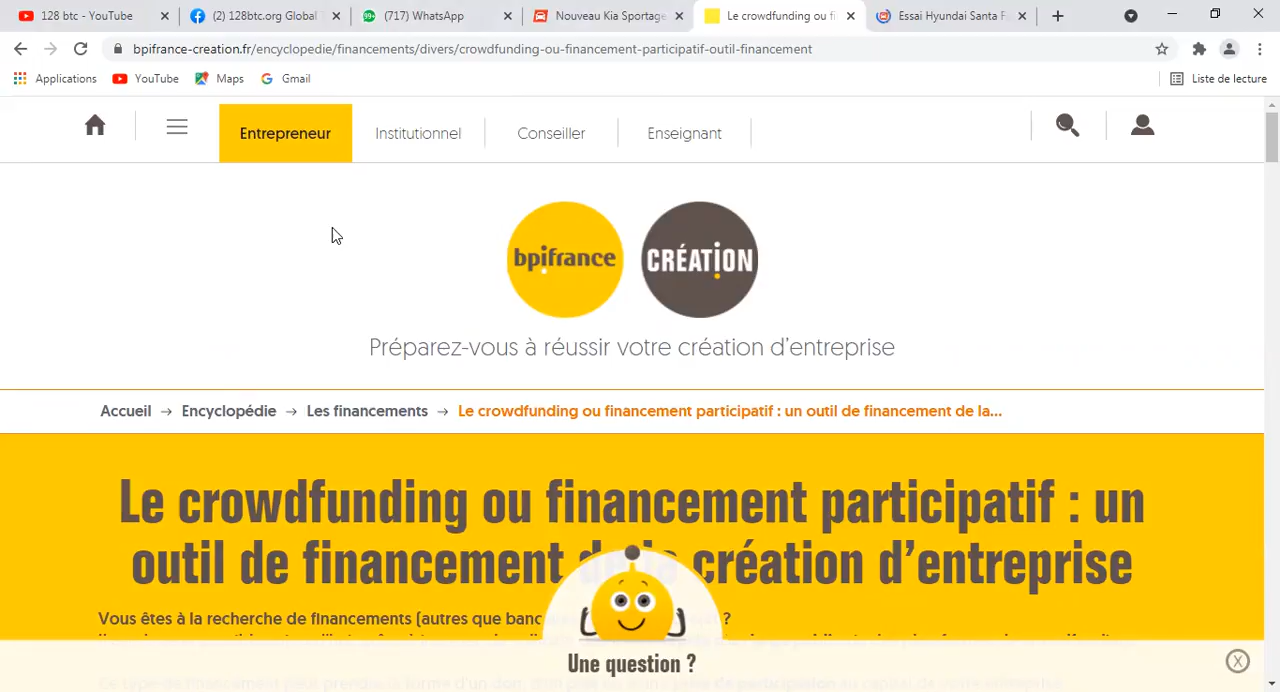 128 btc - YouTube
(2) 128btc.org Global
(717) WhatsApp
Nouveau Kia Sportage
Le crowdfunding ou fi
Essai Hyundai Santa F
bpifrance-creation.fr/encyclopedie/financements/divers/crowdfunding-ou-financement-participatif-outil-financement
Applications
YouTube
Maps
Gmail
Liste de lecture
Entrepreneur
Institutionnel
Conseiller
Enseignant
bpifrance
CRÉATION
Préparez-vous à réussir votre création d'entreprise
Accueil → Encyclopédie → Les financements → Le crowdfunding ou financement participatif : un outil de financement de la...
Le crowdfunding ou financement participatif : un
outil de financement de la création d'entreprise
Vous êtes à la recherche de financements (autres que banc
?
Une question ?
X